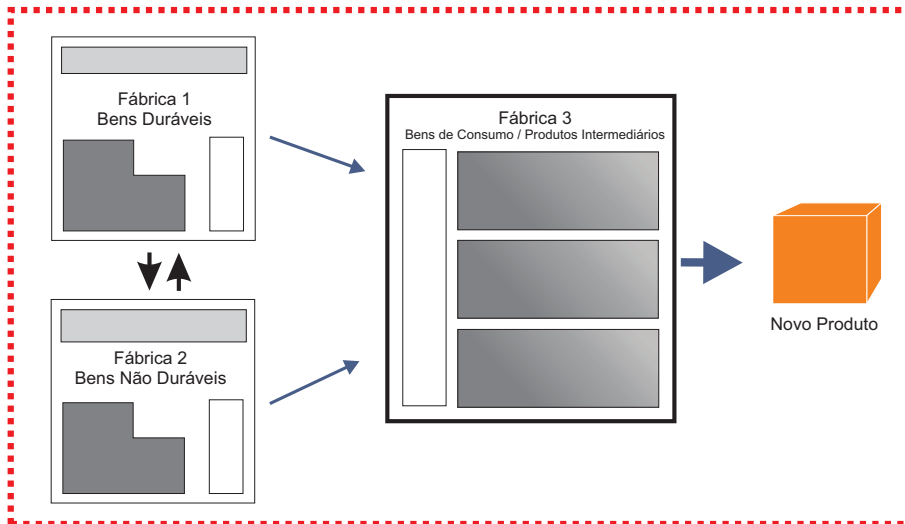 Fábrica 1
Bens Duráveis
Fábrica 2
Bens Não Duráveis
Fábrica 3
Bens de Consumo / Produtos Intermediários
Novo Produto